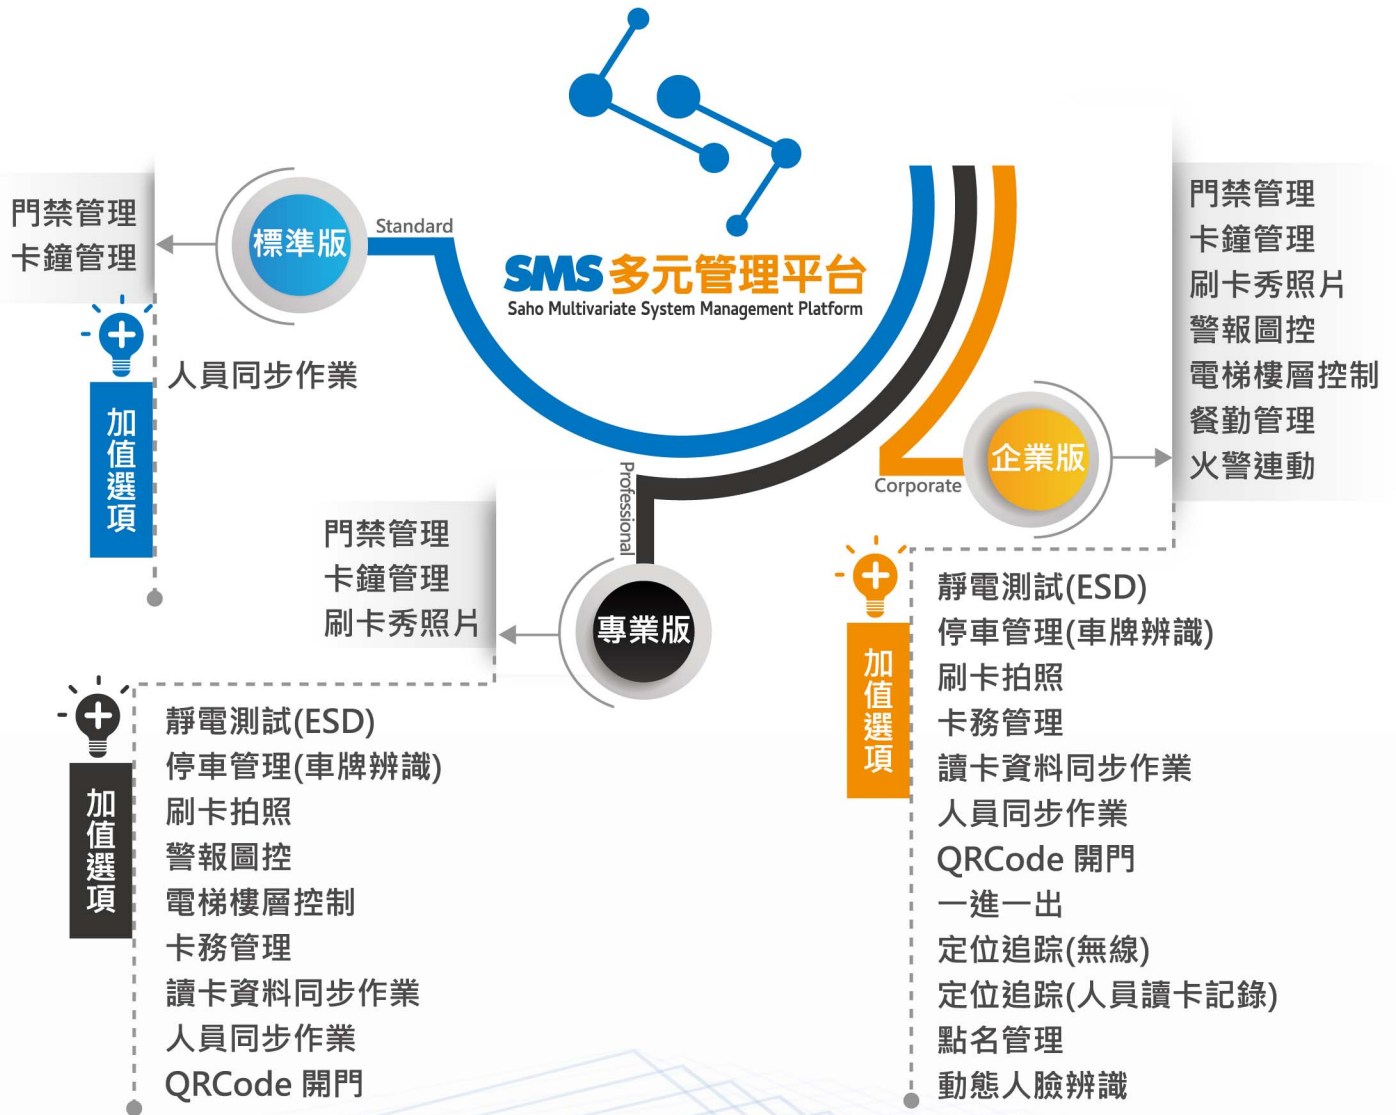 SMS 多元管理平台
Saho Multivariate System Management Platform
Standard
標準版
門禁管理
卡鐘管理
加值選項
人員同步作業
Professional
專業版
門禁管理
卡鐘管理
刷卡秀照片
加值選項
靜電測試(ESD)
停車管理(車牌辨識)
刷卡拍照
警報圖控
電梯樓層控制
卡務管理
讀卡資料同步作業
人員同步作業
QRCode 開門
Corporate
企業版
門禁管理
卡鐘管理
刷卡秀照片
警報圖控
電梯樓層控制
餐勤管理
火警連動
加值選項
靜電測試(ESD)
停車管理(車牌辨識)
刷卡拍照
卡務管理
讀卡資料同步作業
人員同步作業
QRCode 開門
一進一出
定位追踪(無線)
定位追踪(人員讀卡記錄)
點名管理
動態人臉辨識